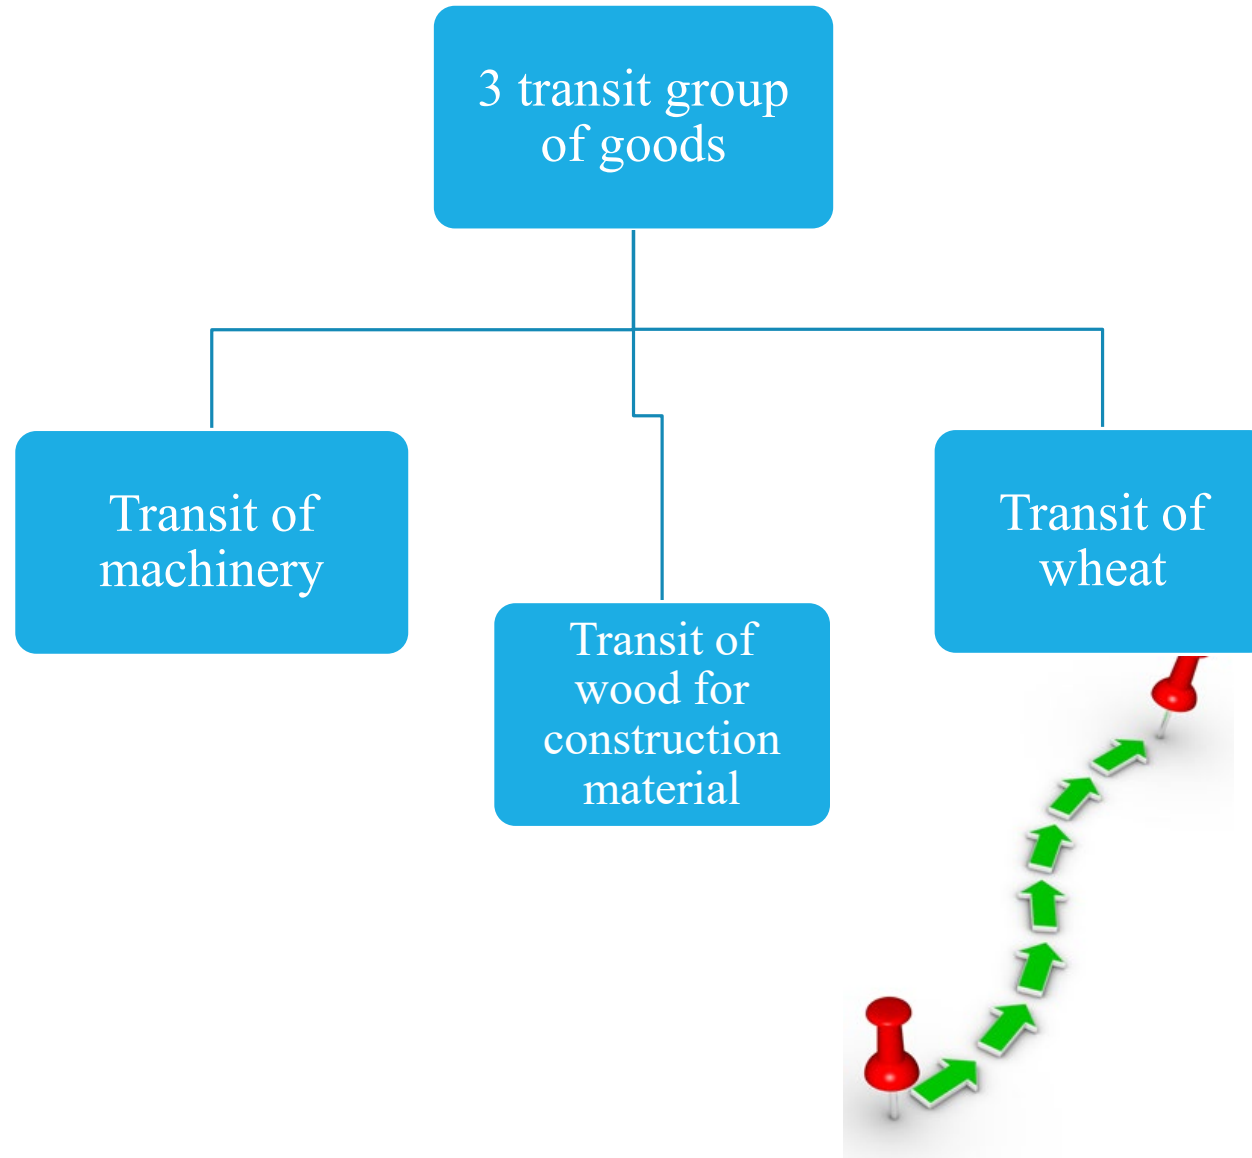 3 transit group
of goods
Transit of
machinery
Transit of
wood for
construction
material
Transit of
wheat